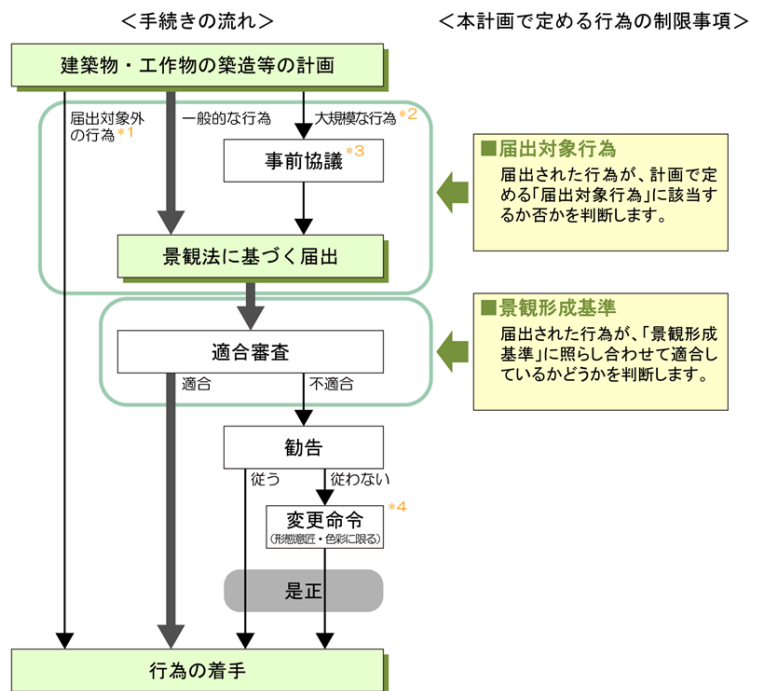 ＜手続きの流れ＞
＜本計画で定める行為の制限事項＞
建築物・工作物の築造等の計画
届出対象外
の行為*1
一般的な行為
大規模な行為*2
事前協議*3
景観法に基づく届出
■届出対象行為
届出された行為が、計画で定
める｢届出対象行為｣に該当す
るか否かを判断します。
適合審査
適合
不適合
■景観形成基準
届出された行為が、｢景観形成
基準｣に照らし合わせて適合し
ているかどうかを判断します。
勧告
従う
従わない
変更命令*4
(形態意匠・色彩に限る)
是正
行為の着手